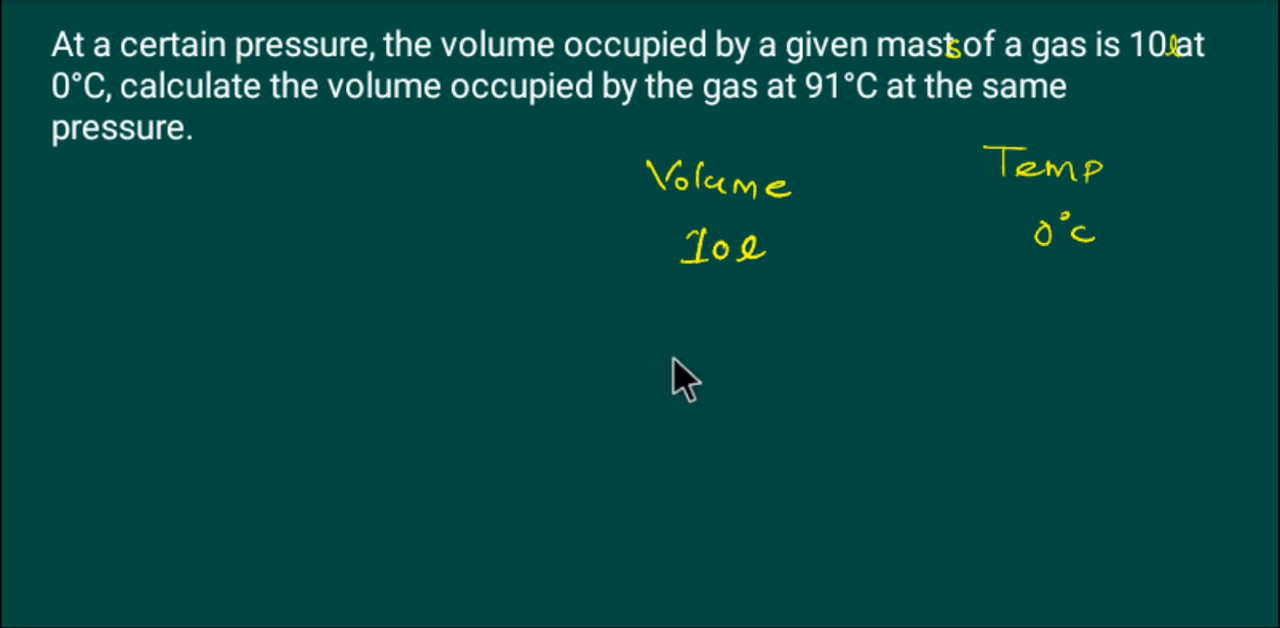 At a certain pressure, the volume occupied by a given mass of a gas is 10l at
0°C, calculate the volume occupied by the gas at 91°C at the same
pressure.
Volume Temp
10l 0°C